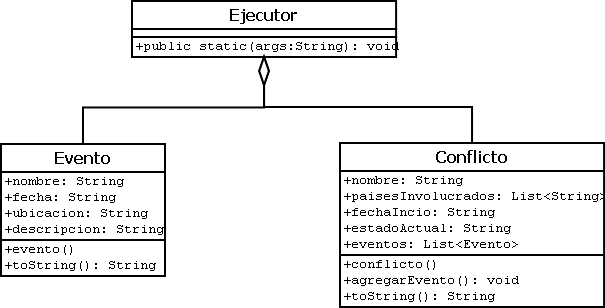 Ejecutor
+public static(args:String): void
Evento
+nombre: String
+fecha: String
+ubicacion: String
+descripcion: String
+evento()
+toString(): String
Conflicto
+nombre: String
+paisesInvolucrados: List<String>
+fechaIncio: String
+estadoActual: String
+eventos: List<Evento>
+conflicto()
+agregarEvento(): void
+toString(): String